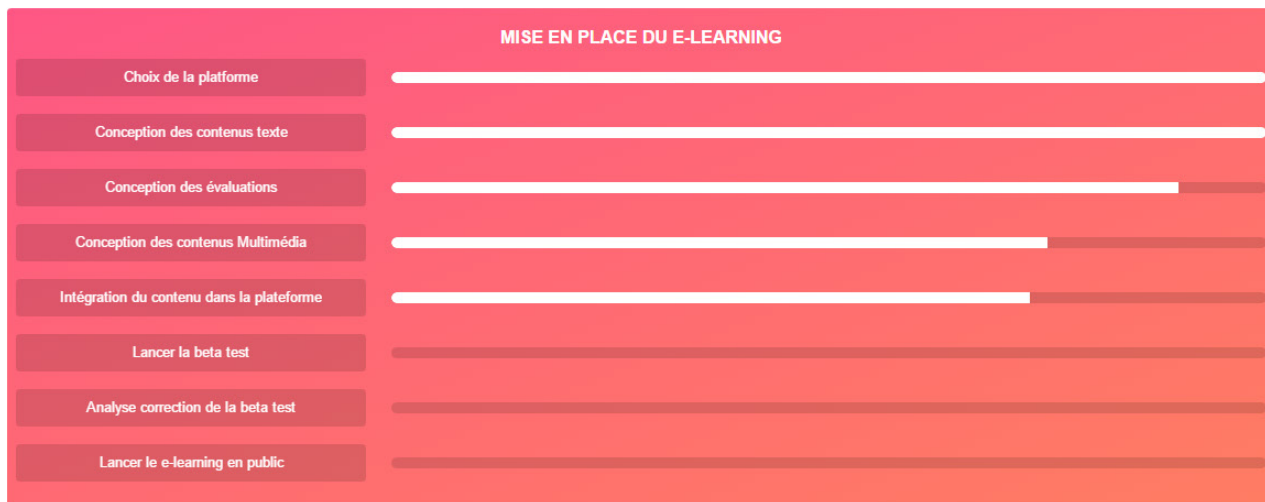 MISE EN PLACE DU E-LEARNING
Choix de la platforme
Conception des contenus texte
Conception des évaluations
Conception des contenus Multimédia
Intégration du contenu dans la plateforme
Lancer la beta test
Analyse correction de la beta test
Lancer le e-learning en public